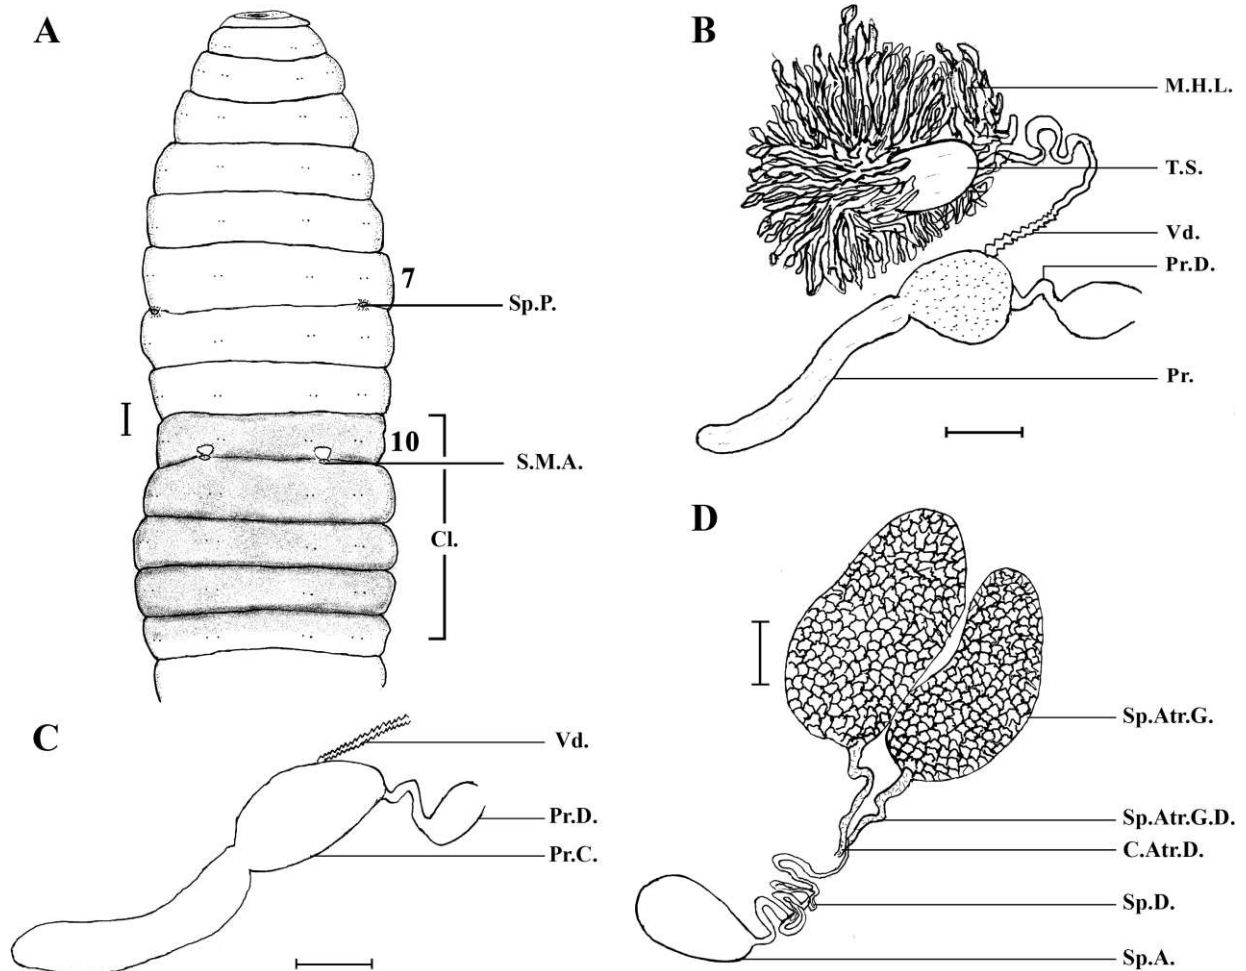 A
7
Sp.P.
10
S.M.A.
Cl.
B
M.H.L.
T.S.
Vd.
Pr.D.
Pr.
C
Vd.
Pr.D.
Pr.C.
D
Sp.Atr.G.
Sp.Atr.G.D.
C.Atr.D.
Sp.D.
Sp.A.